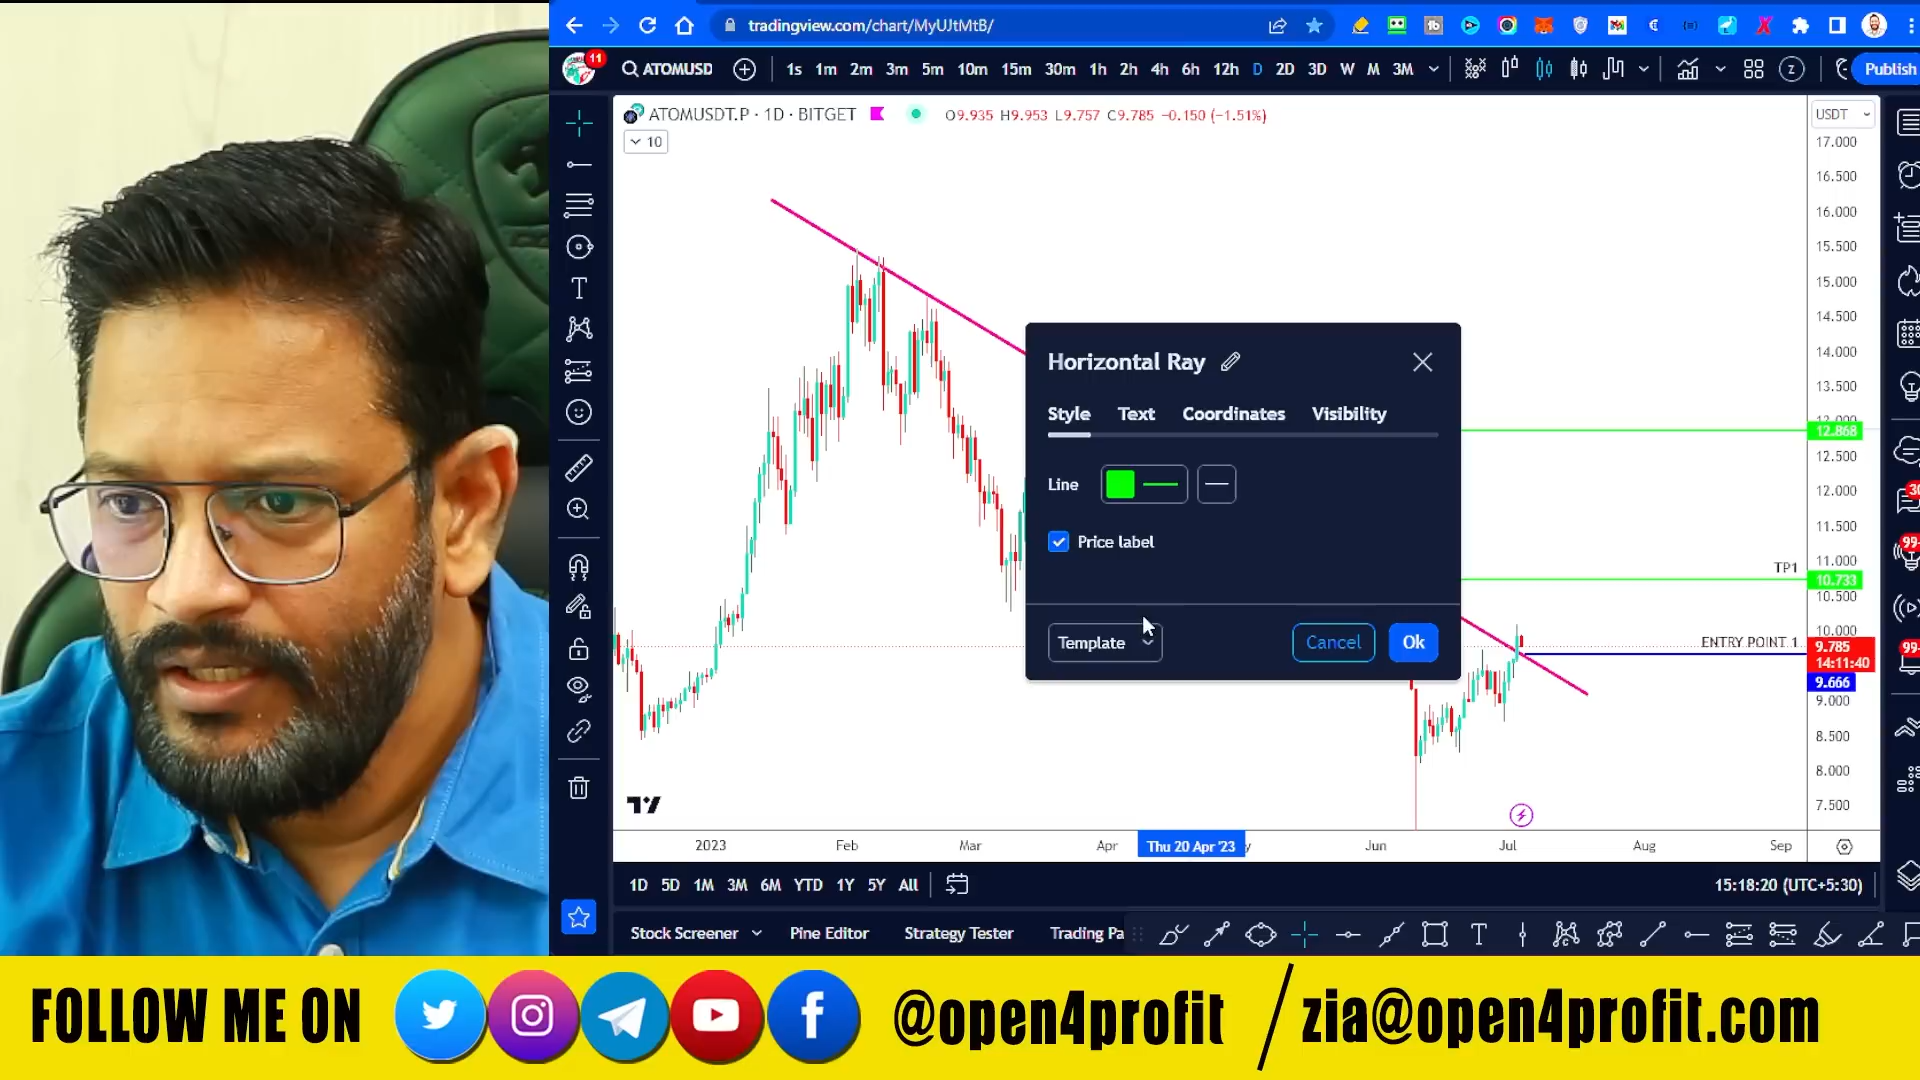 tradingview.com/chart/MyUJtMtB/
11
ATOMUSD
1s 1m 2m 3m 5m 10m 15m 30m 1h 2h 4h 6h 12h D 2D 3D W M 3M
Z
Publish
ATOMUSDT.P · 1D · BITGET
O9.935 H9.953 L9.757 C9.785 -0.150 (-1.51%)
10
USDT
17.000
16.500
16.000
15.500
15.000
14.500
14.000
13.500
13.000
12.868
12.500
12.000
11.500
11.000
TP1
10.733
10.500
10.000
ENTRY POINT 1
9.785
14:11:40
9.666
9.000
8.500
8.000
7.500
Horizontal Ray
Style Text Coordinates Visibility
Line
Price label
Template
Cancel
Ok
2023 Feb Mar Apr Thu 20 Apr '23 Jun Jul Aug Sep
1D 5D 1M 3M 6M YTD 1Y 5Y All
15:18:20 (UTC+5:30)
Stock Screener Pine Editor Strategy Tester Trading Pa
FOLLOW ME ON
@open4profit / zia@open4profit.com